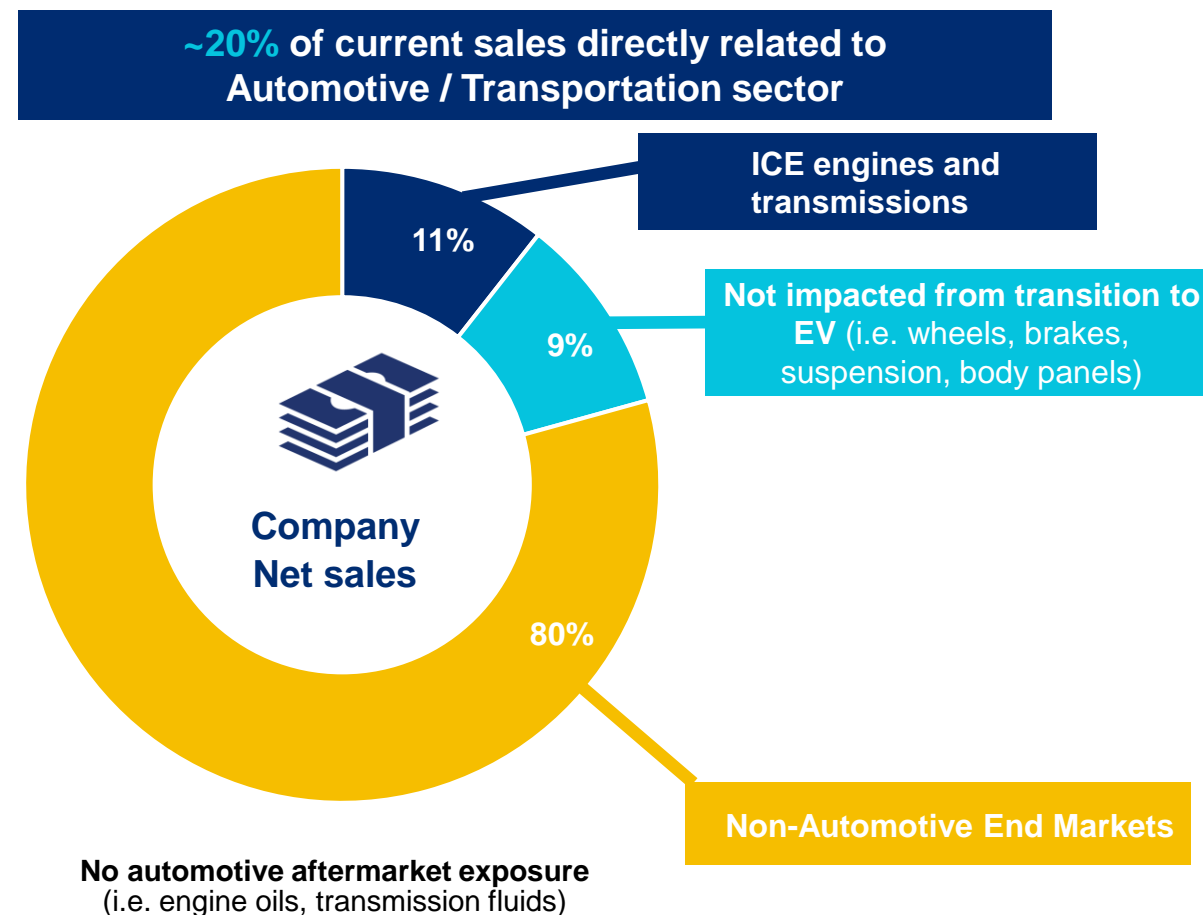 ~20% of current sales directly related to
Automotive / Transportation sector
ICE engines and
transmissions
11%
Not impacted from transition to
EV (i.e. wheels, brakes,
suspension, body panels)
9%
Company
Net sales
80%
Non-Automotive End Markets
No automotive aftermarket exposure
(i.e. engine oils, transmission fluids)